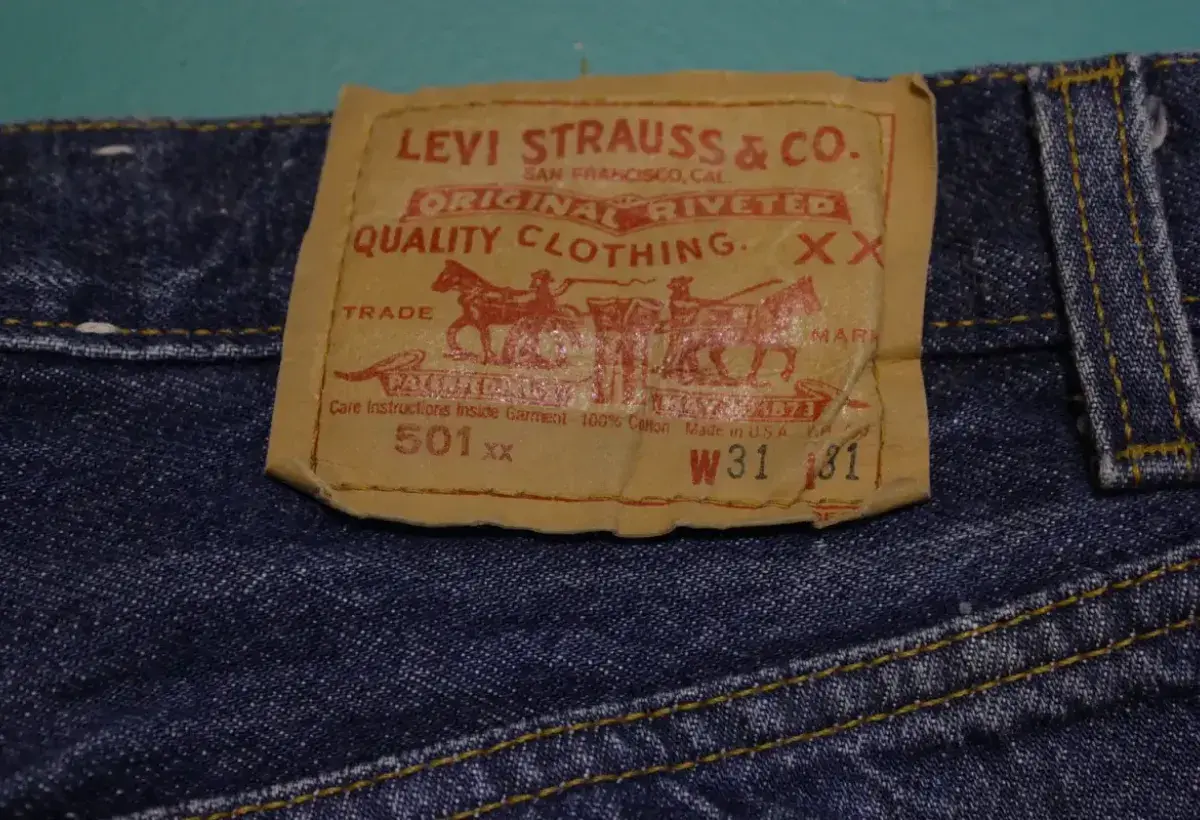 LEVI STRAUSS & CO.
SAN FRANCISCO, CAL.
ORIGINAL RIVETED
QUALITY CLOTHING. XX
TRADE MARK
Care Instructions Inside Garment 100% Cotton Made in U.S.A.
501 XX W31 L31